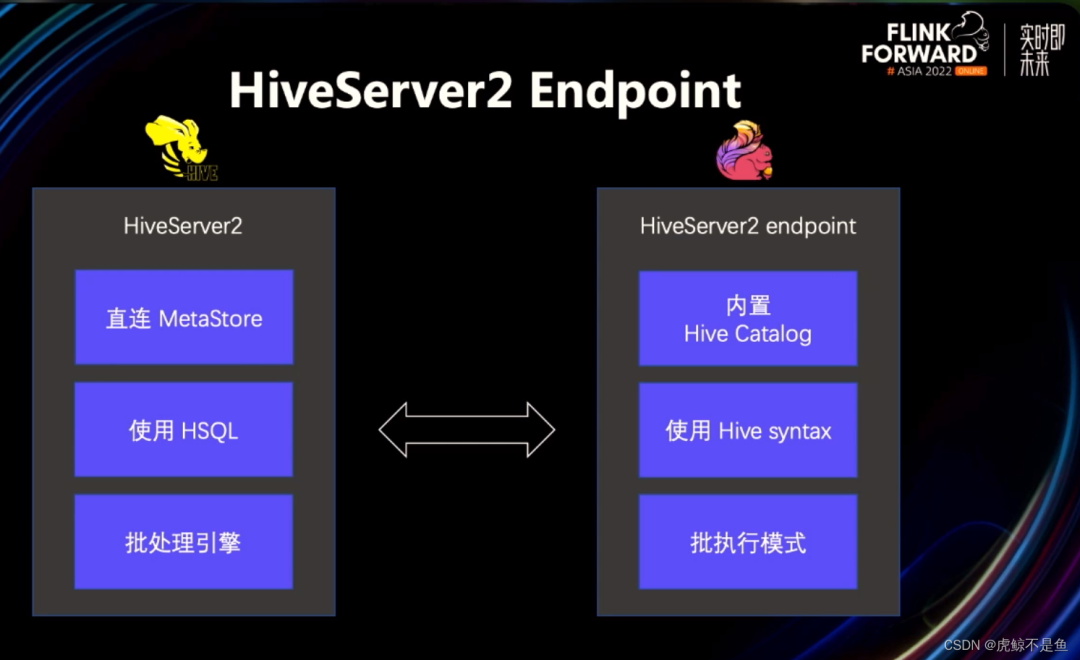 FLINK
FORWARD
# ASIA 2022 ONLINE
实时即
未来
HiveServer2 Endpoint
HIVE
HiveServer2
直连 MetaStore
使用 HSQL
批处理引擎
HiveServer2 endpoint
内置
Hive Catalog
使用 Hive syntax
批执行模式
CSDN @虎鲸不是鱼